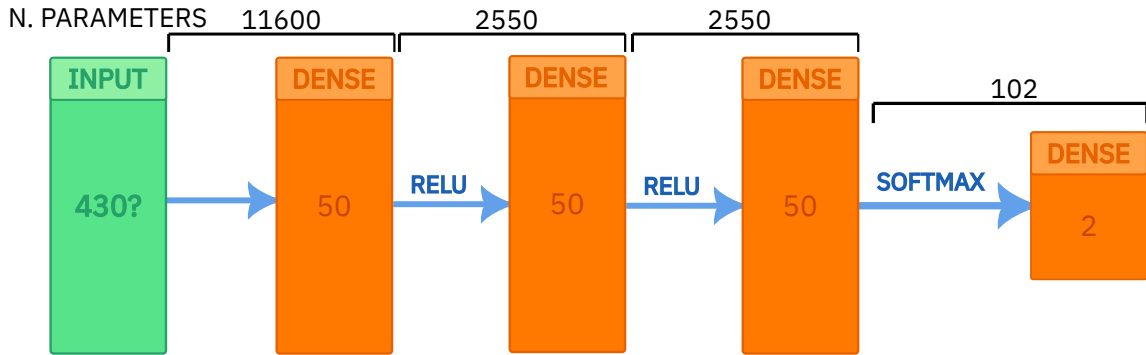 N. PARAMETERS
11600
2550
2550
102
INPUT
DENSE
DENSE
DENSE
DENSE
430?
50
RELU
50
RELU
50
SOFTMAX
2